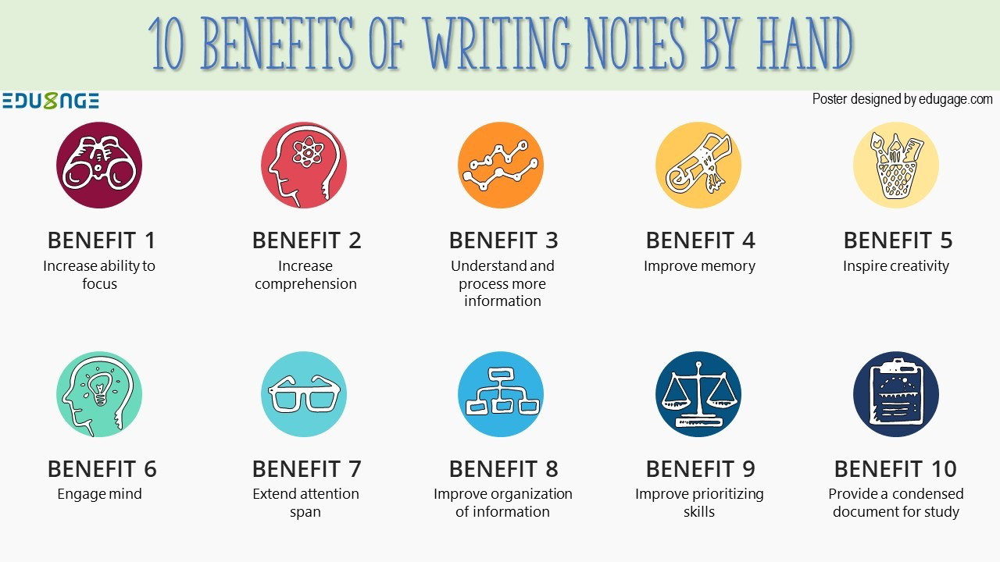 10 BENEFITS OF WRITING NOTES BY HAND
EDUGAGE
Poster designed by edugage.com
BENEFIT 1
Increase ability to
focus
BENEFIT 2
Increase
comprehension
BENEFIT 3
Understand and
process more
information
BENEFIT 4
Improve memory
BENEFIT 5
Inspire creativity
BENEFIT 6
Engage mind
BENEFIT 7
Extend attention
span
BENEFIT 8
Improve organization
of information
BENEFIT 9
Improve prioritizing
skills
BENEFIT 10
Provide a condensed
document for study